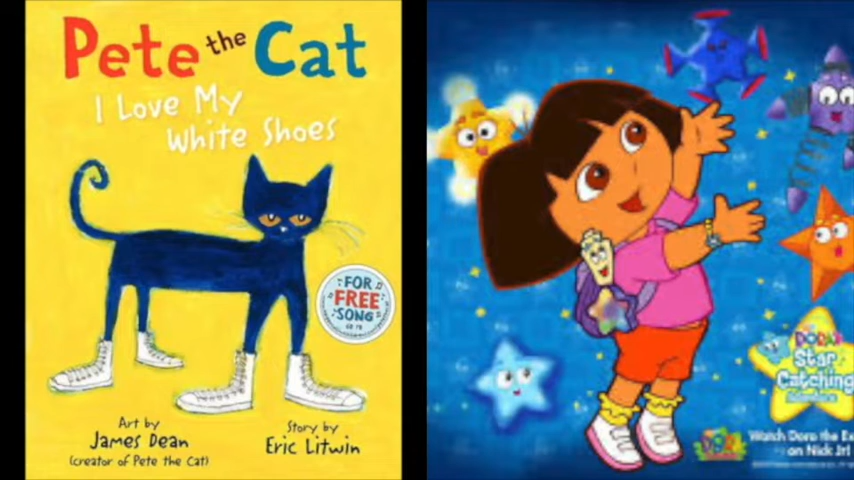 Pete the Cat
I Love My
White Shoes
FOR
FREE
SONG
Art by
James Dean
(creator of Pete the Cat)
Story by
Eric Litwin
DORA'S
Star
Catching
Watch Dora the Ex
on Nick Jr!